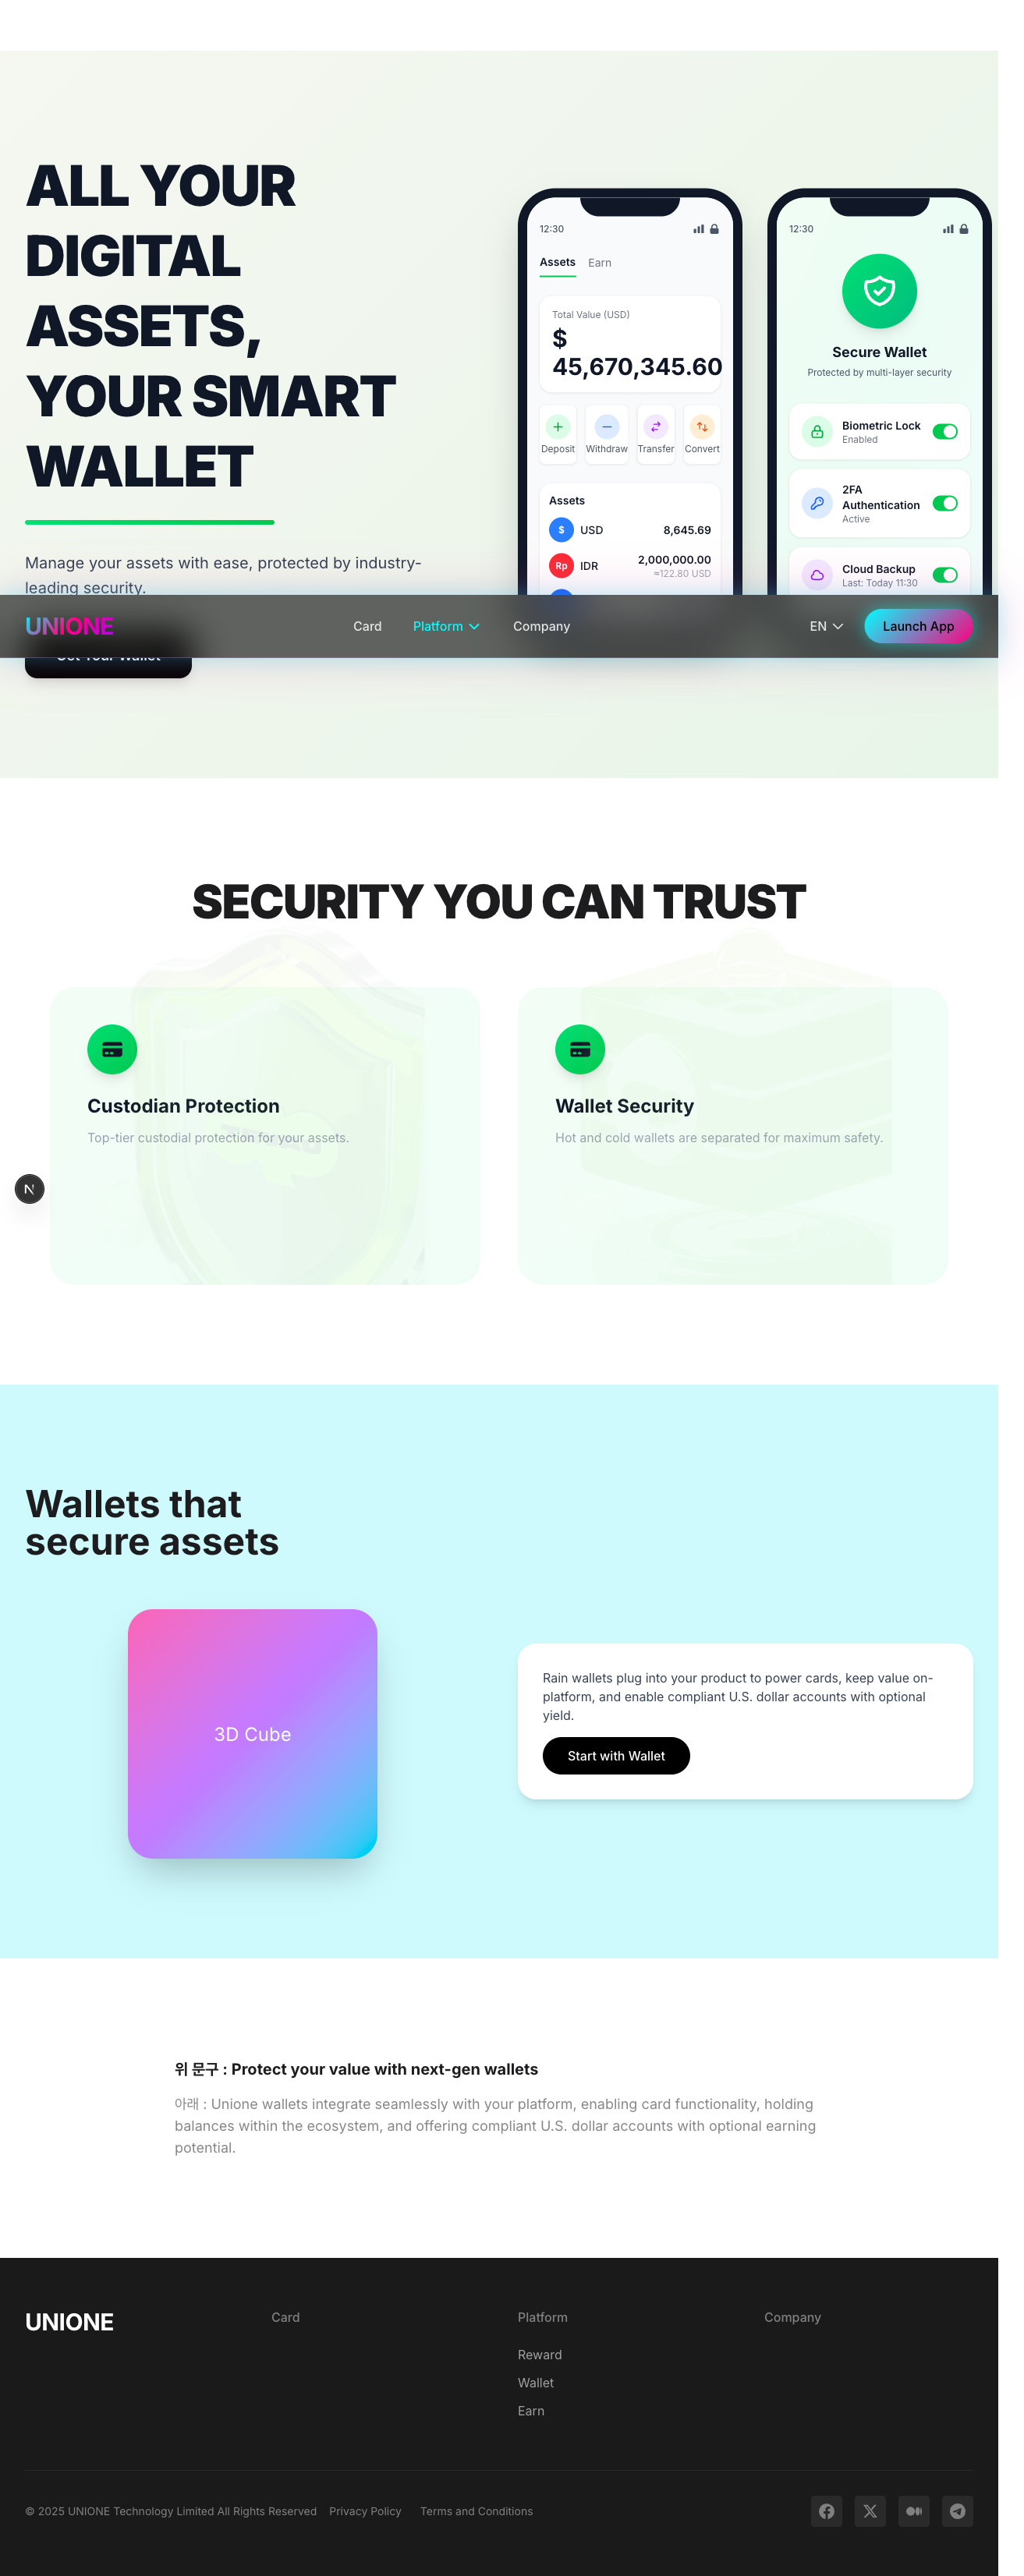 ALL YOUR
DIGITAL
ASSETS,
YOUR SMART
WALLET
Manage your assets with ease, protected by industry-
leading security.
12:30
Assets Earn
Total Value (USD)
$
45,670,345.60
Deposit Withdraw Transfer Convert
Assets
$ USD 8,645.69
Rp IDR 2,000,000.00
≈122.80 USD
12:30
Secure Wallet
Protected by multi-layer security
Biometric Lock
Enabled
2FA
Authentication
Active
Cloud Backup
Last: Today 11:30
UNIONE Card Platform Company EN Launch App
Get Your Wallet
SECURITY YOU CAN TRUST
Custodian Protection
Top-tier custodial protection for your assets.
Wallet Security
Hot and cold wallets are separated for maximum safety.
N
Wallets that
secure assets
3D Cube
Rain wallets plug into your product to power cards, keep value on-
platform, and enable compliant U.S. dollar accounts with optional
yield.
Start with Wallet
위 문구 : Protect your value with next-gen wallets
아래 : Unione wallets integrate seamlessly with your platform, enabling card functionality, holding
balances within the ecosystem, and offering compliant U.S. dollar accounts with optional earning
potential.
UNIONE
Card
Platform
Reward
Wallet
Earn
Company
© 2025 UNIONE Technology Limited All Rights Reserved Privacy Policy Terms and Conditions